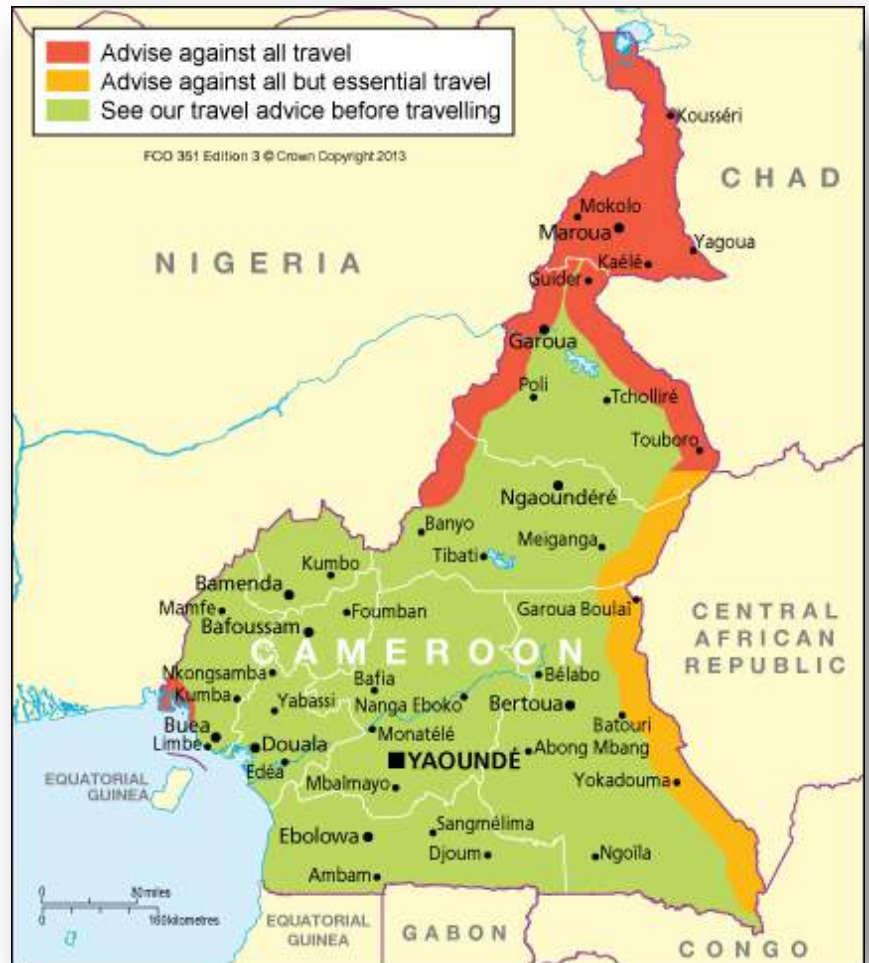 Advise against all travel
Advise against all but essential travel
See our travel advice before travelling
FCO 351 Edition 3 © Crown Copyright 2013
Kousséri
CHAD
Mokolo
Maroua
Yagoua
NIGERIA
Kaélé
Guider
Garoua
Poli
Tcholliré
Touboro
Ngaoundéré
Banyo
Meiganga
Tibati
Kumbo
Bamenda
Mamfe
Foumban
Garoua Boulai
CENTRAL
AFRICAN
REPUBLIC
Bafoussam
CAMEROON
Nkongsamba
Bafia
Bélabo
Kumba
Yabassi
Nanga Eboko
Bertoua
Batouri
Buea
Monatélé
Limbe
Douala
Abong Mbang
YAOUNDÉ
Edéa
EQUATORIAL
GUINEA
Mbalmayo
Yokadouma
Sangmélima
Ebolowa
Djoum
Ngoïla
Ambam
0 80miles
0 160kilometres
EQUATORIAL
GUINEA
GABON
CONGO